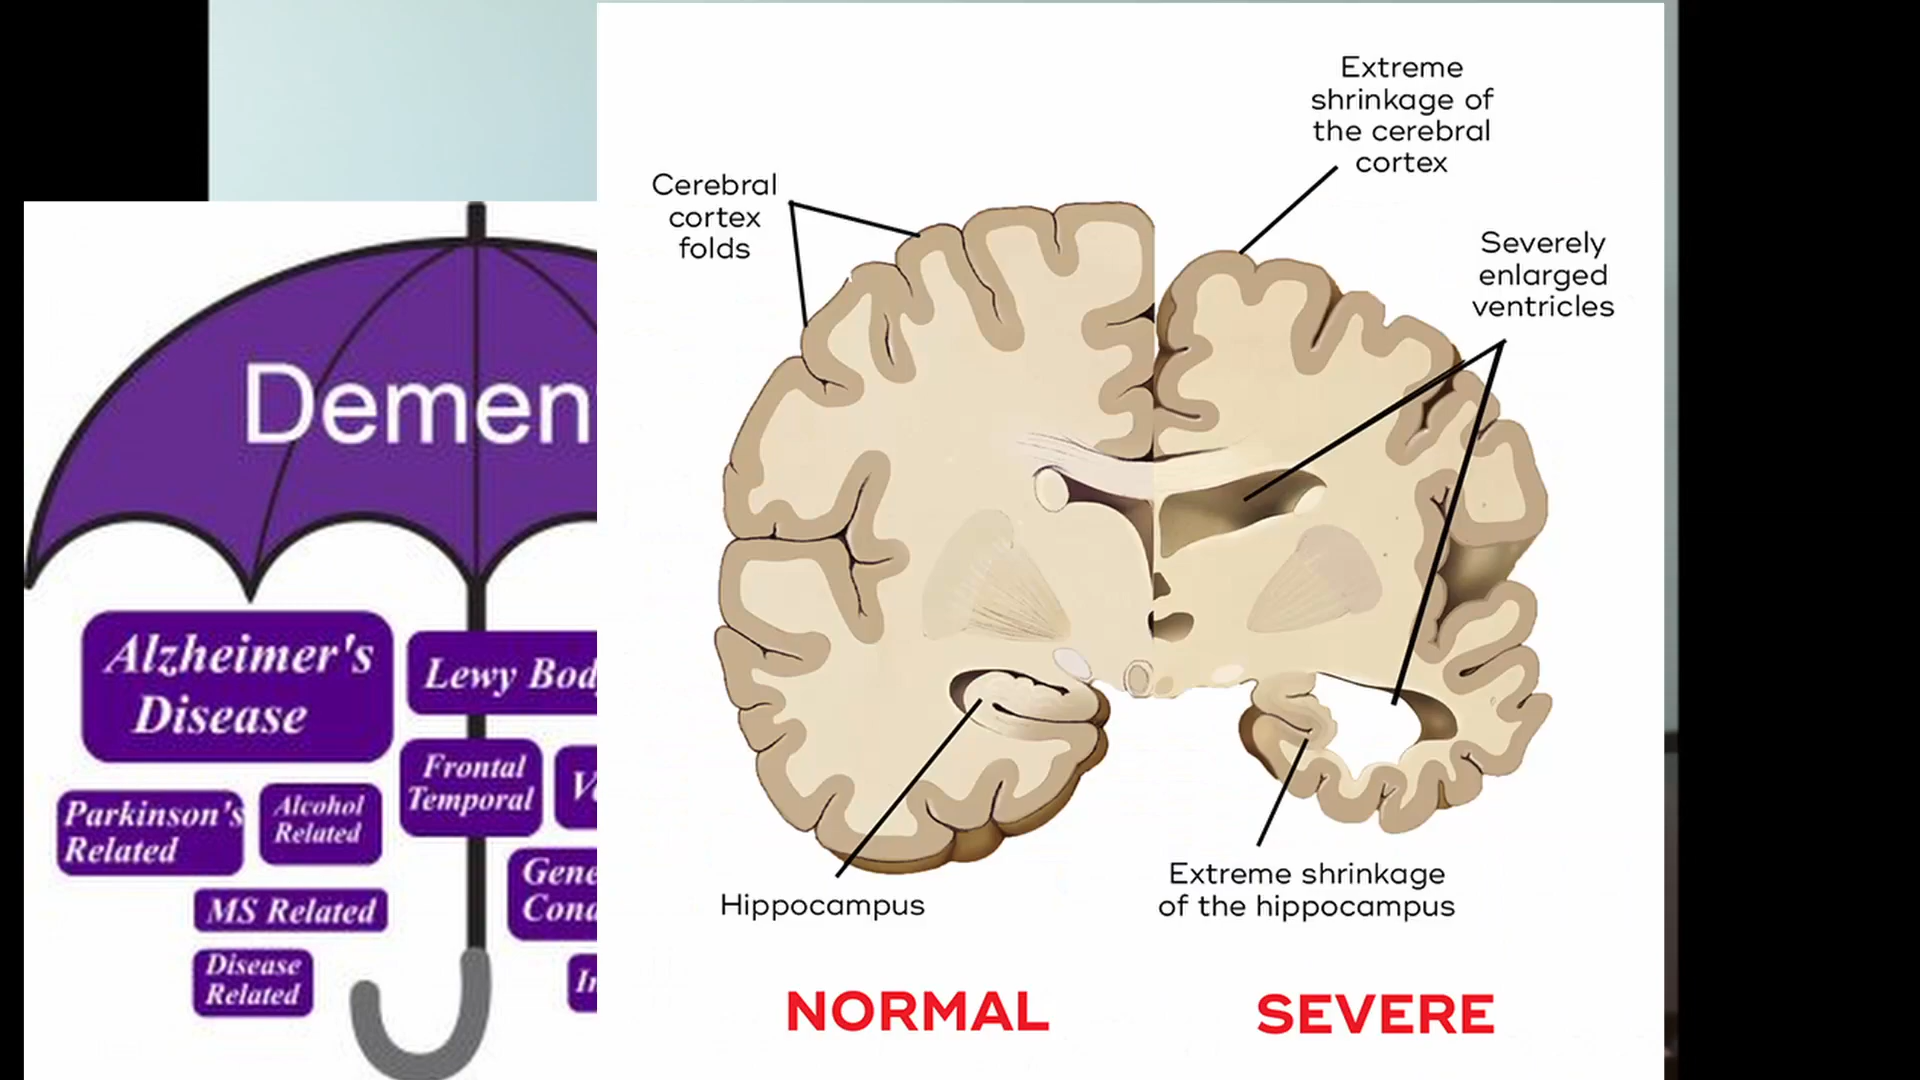 Demen
Alzheimer's
Disease
Lewy Bod
Frontal
Temporal
Parkinson's
Related
Alcohol
Related
MS Related
Gene
Cond
Disease
Related
Extreme
shrinkage of
the cerebral
cortex
Cerebral
cortex
folds
Severely
enlarged
ventricles
Hippocampus
Extreme shrinkage
of the hippocampus
NORMAL
SEVERE